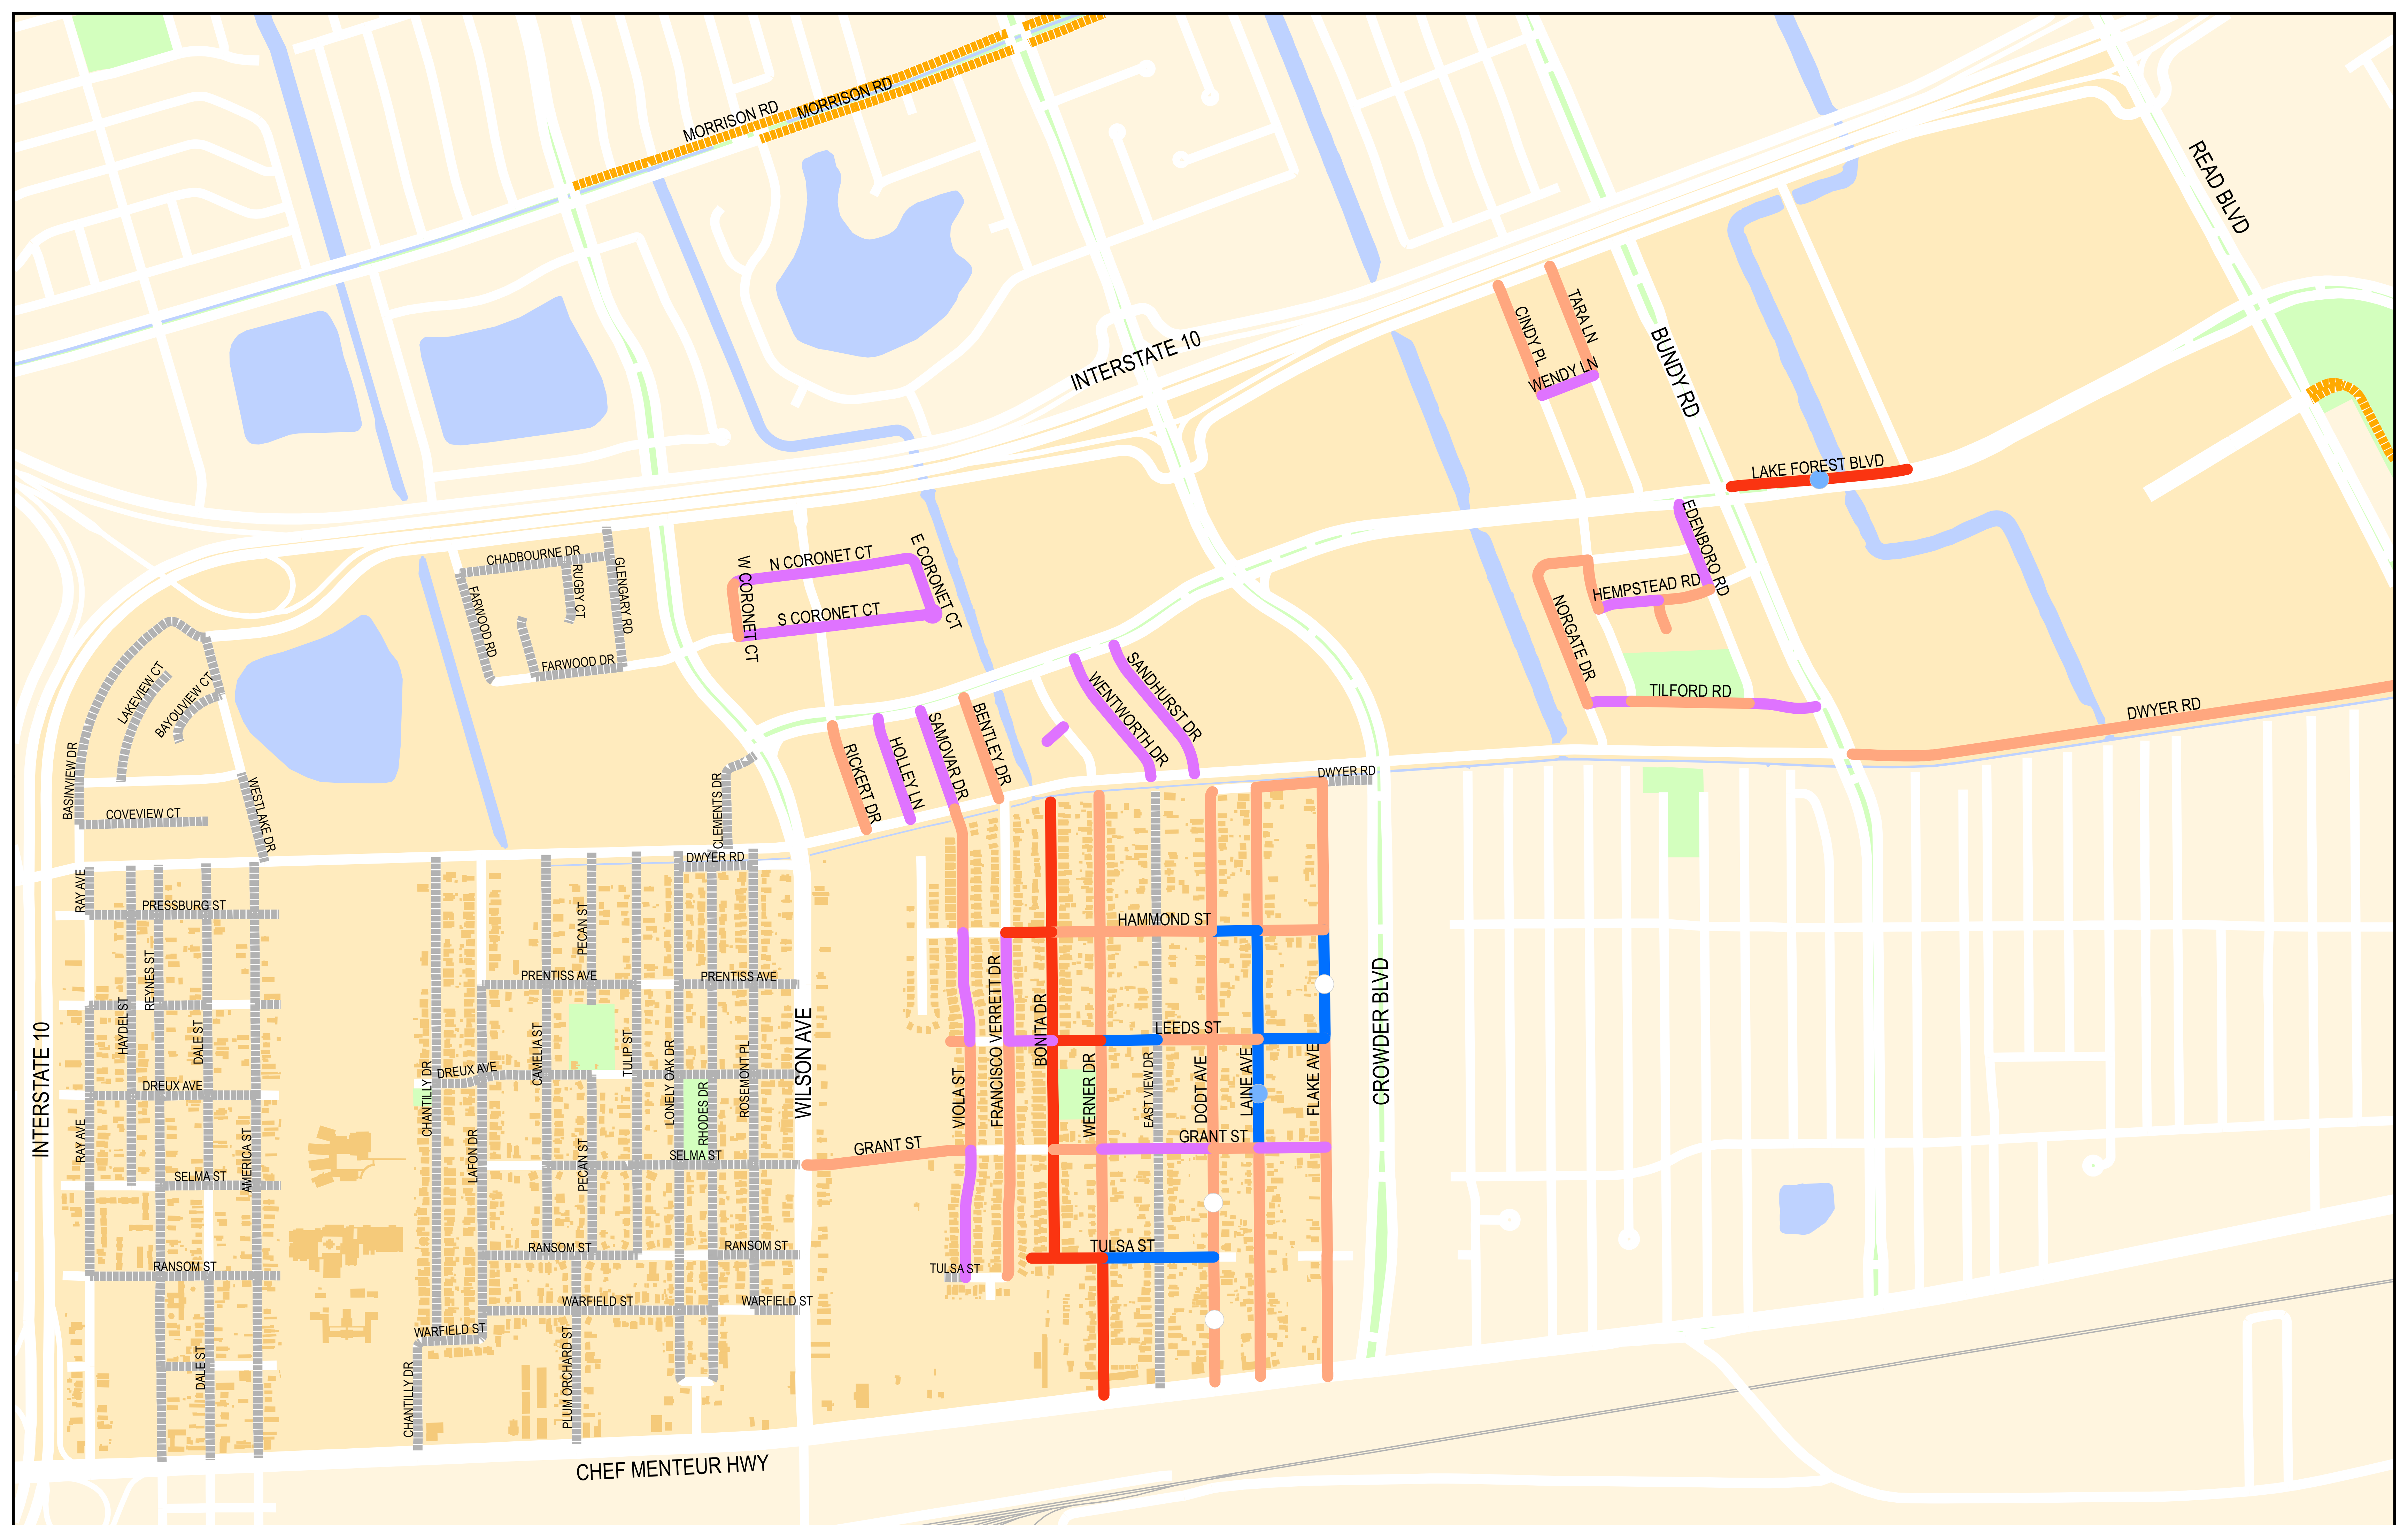 MORRISON RD
MORRISON RD
READ BLVD
INTERSTATE 10
TARA LN
CINDY PL
WENDY LN
BUNDY RD
LAKE FOREST BLVD
EDENBORO RD
HEMPSTEAD RD
NORGATE DR
TILFORD RD
DWYER RD
CHADBOURNE DR
RUGBY CT
GLENGARY RD
FARWOOD RD
FARWOOD DR
N CORONET CT
E CORONET CT
W CORONET CT
S CORONET CT
LAKEVIEW CT
BAYOUVIEW CT
BASINVIEW DR
COVEVIEW CT
WESTLAKE DR
CLEMENTS DR
RICKERT DR
HOLLEY LN
SAMOVAR DR
BENTLEY DR
WENTWORTH DR
SANDHURST DR
DWYER RD
DWYER RD
RAY AVE
PRESSBURG ST
REYNES ST
HAYDEL ST
DALE ST
DREUX AVE
RAY AVE
SELMA ST
AMERICA ST
RANSOM ST
DALE ST
INTERSTATE 10
PECAN ST
PRENTISS AVE
PRENTISS AVE
CAMELIA ST
TULIP ST
DREUX AVE
CHANTILLY DR
LONELY OAK DR
RHODES DR
ROSEMONT PL
WILSON AVE
LAFON DR
PECAN ST
SELMA ST
RANSOM ST
RANSOM ST
WARFIELD ST
WARFIELD ST
WARFIELD ST
CHANTILLY DR
PLUM ORCHARD ST
HAMMOND ST
FRANCISCO VERRETT DR
BONITA DR
LEEDS ST
VIOLA ST
WERNER DR
EAST VIEW DR
DODT AVE
LAINE AVE
FLAKE AVE
CROWDER BLVD
GRANT ST
GRANT ST
TULSA ST
TULSA ST
CHEF MENTEUR HWY